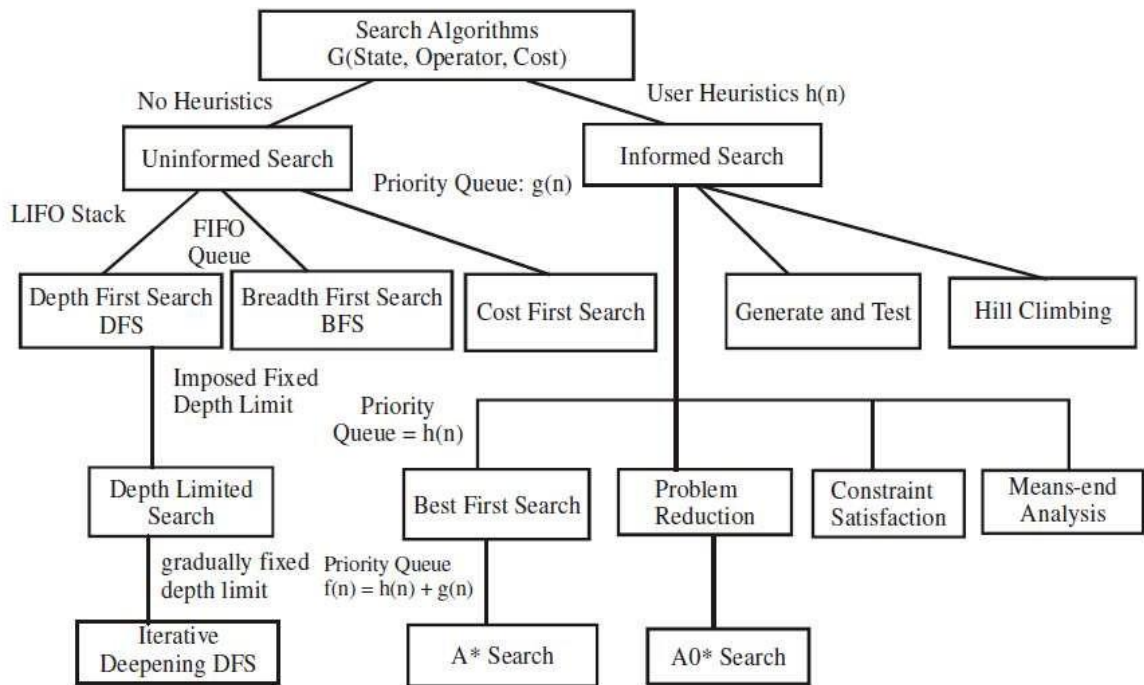 Search Algorithms
G(State, Operator, Cost)
No Heuristics
User Heuristics h(n)
Uninformed Search
Informed Search
Priority Queue: g(n)
LIFO Stack
FIFO
Queue
Depth First Search
DFS
Breadth First Search
BFS
Cost First Search
Generate and Test
Hill Climbing
Imposed Fixed
Depth Limit
Priority
Queue = h(n)
Depth Limited
Search
Best First Search
Problem
Reduction
Constraint
Satisfaction
Means-end
Analysis
gradually fixed
depth limit
Priority Queue
f(n) = h(n) + g(n)
Iterative
Deepening DFS
A* Search
A0* Search